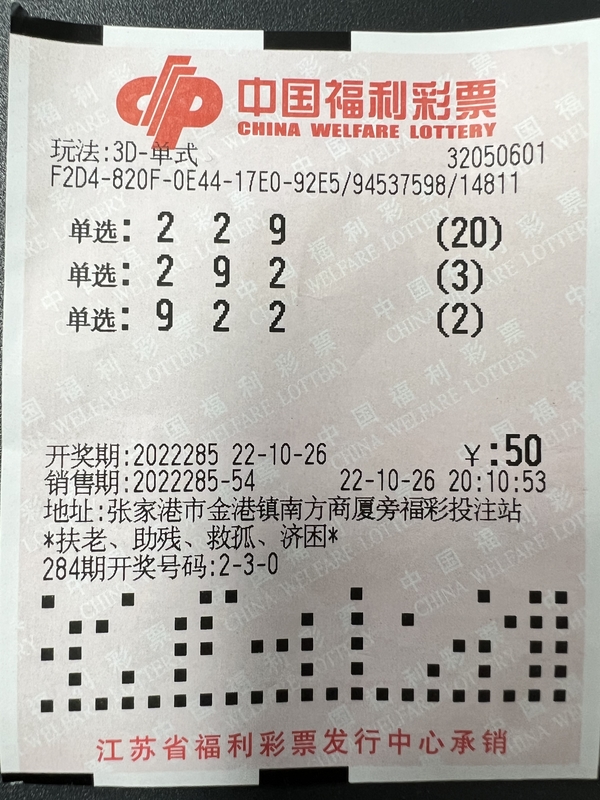 中国福利彩票
CHINA WELFARE LOTTERY
玩法:3D-单式 32050601
F2D4-820F-0E44-17E0-92E5/94537598/14811
单选: 2 2 9 (20)
单选: 2 9 2 (3)
单选: 9 2 2 (2)
开奖期:2022285 22-10-26 ¥:50
销售期:2022285-54 22-10-26 20:10:53
地址:张家港市金港镇南方商厦旁福彩投注站
*扶老、助残、救孤、济困*
284期开奖号码:2-3-0
江苏省福利彩票发行中心承销